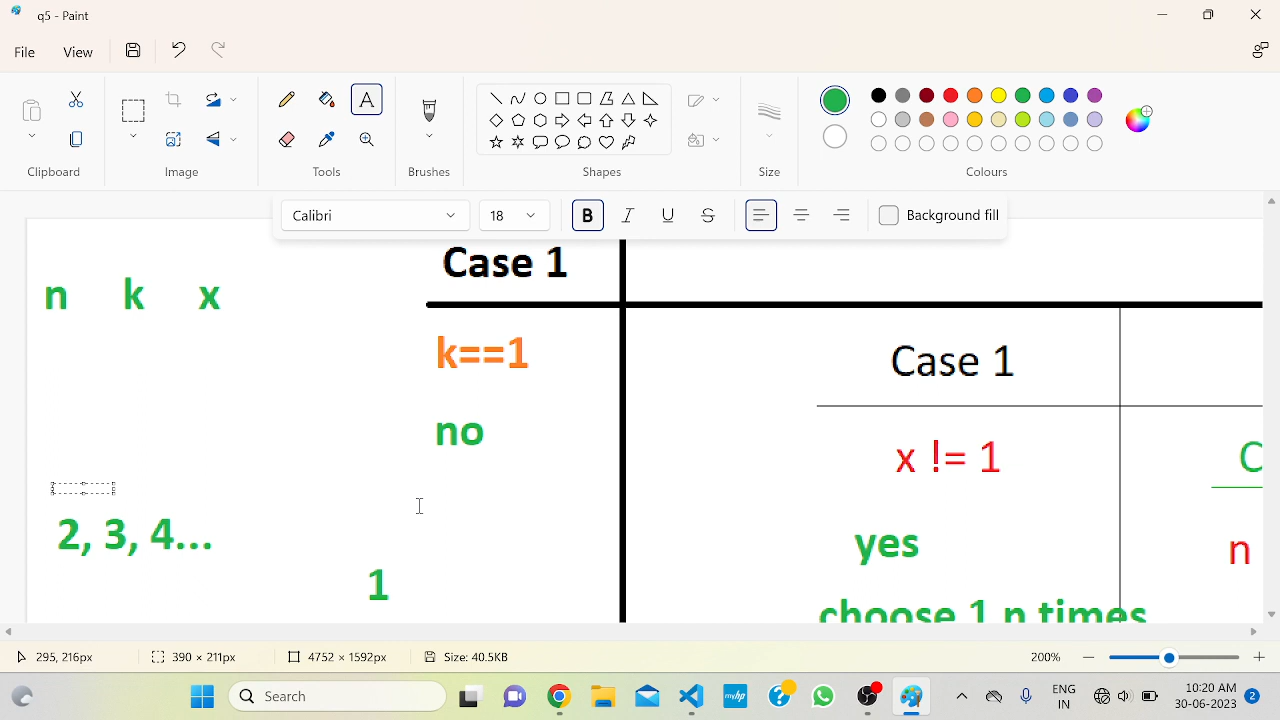 q5 - Paint
File View
Clipboard
Image
Tools
Brushes
Shapes
Size
Colours
Calibri 18 B I U S Background fill
Case 1
n k x
k==1
Case 1
no
x != 1
C
2, 3, 4...
yes
n
1
choose 1 n times
295, 216px 390 × 211px 4752 × 1592px Size: 40.5KB 200%
Search
myhp
ENG
IN
10:20 AM
30-06-2023
2